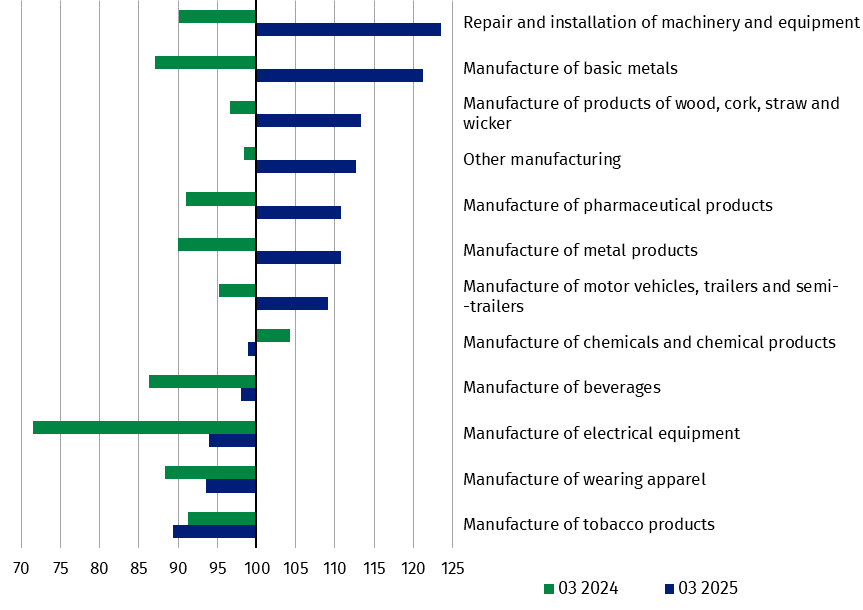 Repair and installation of machinery and equipment
Manufacture of basic metals
Manufacture of products of wood, cork, straw and
wicker
Other manufacturing
Manufacture of pharmaceutical products
Manufacture of metal products
Manufacture of motor vehicles, trailers and semi-
-trailers
Manufacture of chemicals and chemical products
Manufacture of beverages
Manufacture of electrical equipment
Manufacture of wearing apparel
Manufacture of tobacco products
70 75 80 85 90 95 100 105 110 115 120 125
03 2024 03 2025